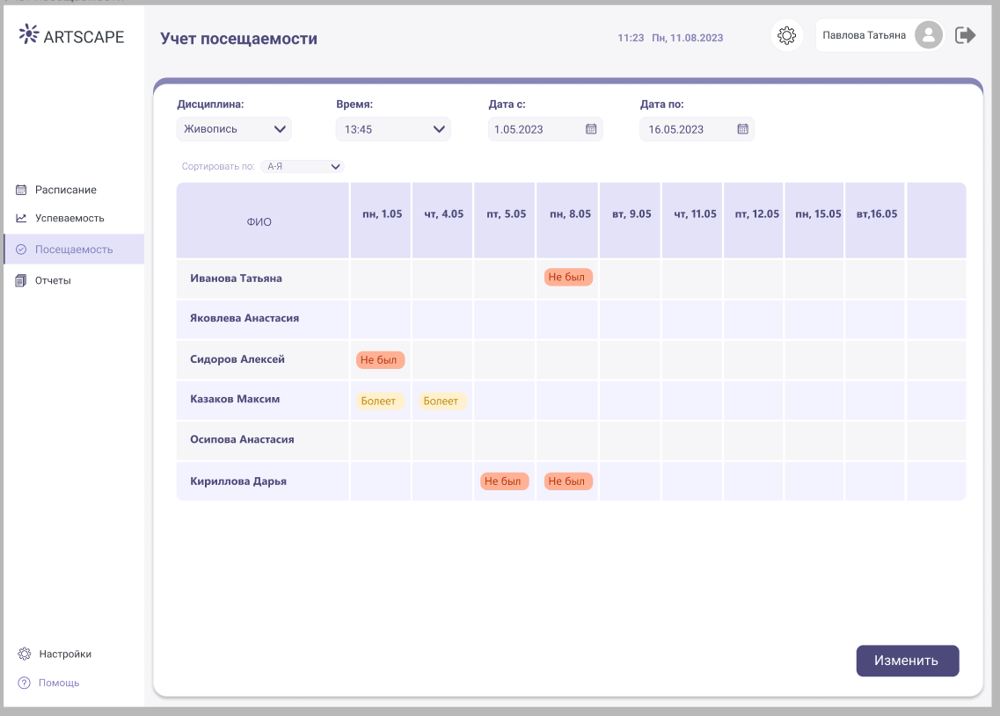 ARTSCAPE
Учет посещаемости
11:23 Пн, 11.08.2023
Павлова Татьяна
Расписание
Успеваемость
Посещаемость
Отчеты
Настройки
Помощь
Дисциплина: Время: Дата с: Дата по:
Живопись 13:45 1.05.2023 16.05.2023
Сортировать по: А-Я
ФИО пн, 1.05 чт, 4.05 пт, 5.05 пн, 8.05 вт, 9.05 чт, 11.05 пт, 12.05 пн, 15.05 вт,16.05
Иванова Татьяна Не был
Яковлева Анастасия
Сидоров Алексей Не был
Казаков Максим Болеет Болеет
Осипова Анастасия
Кириллова Дарья Не был Не был
Изменить